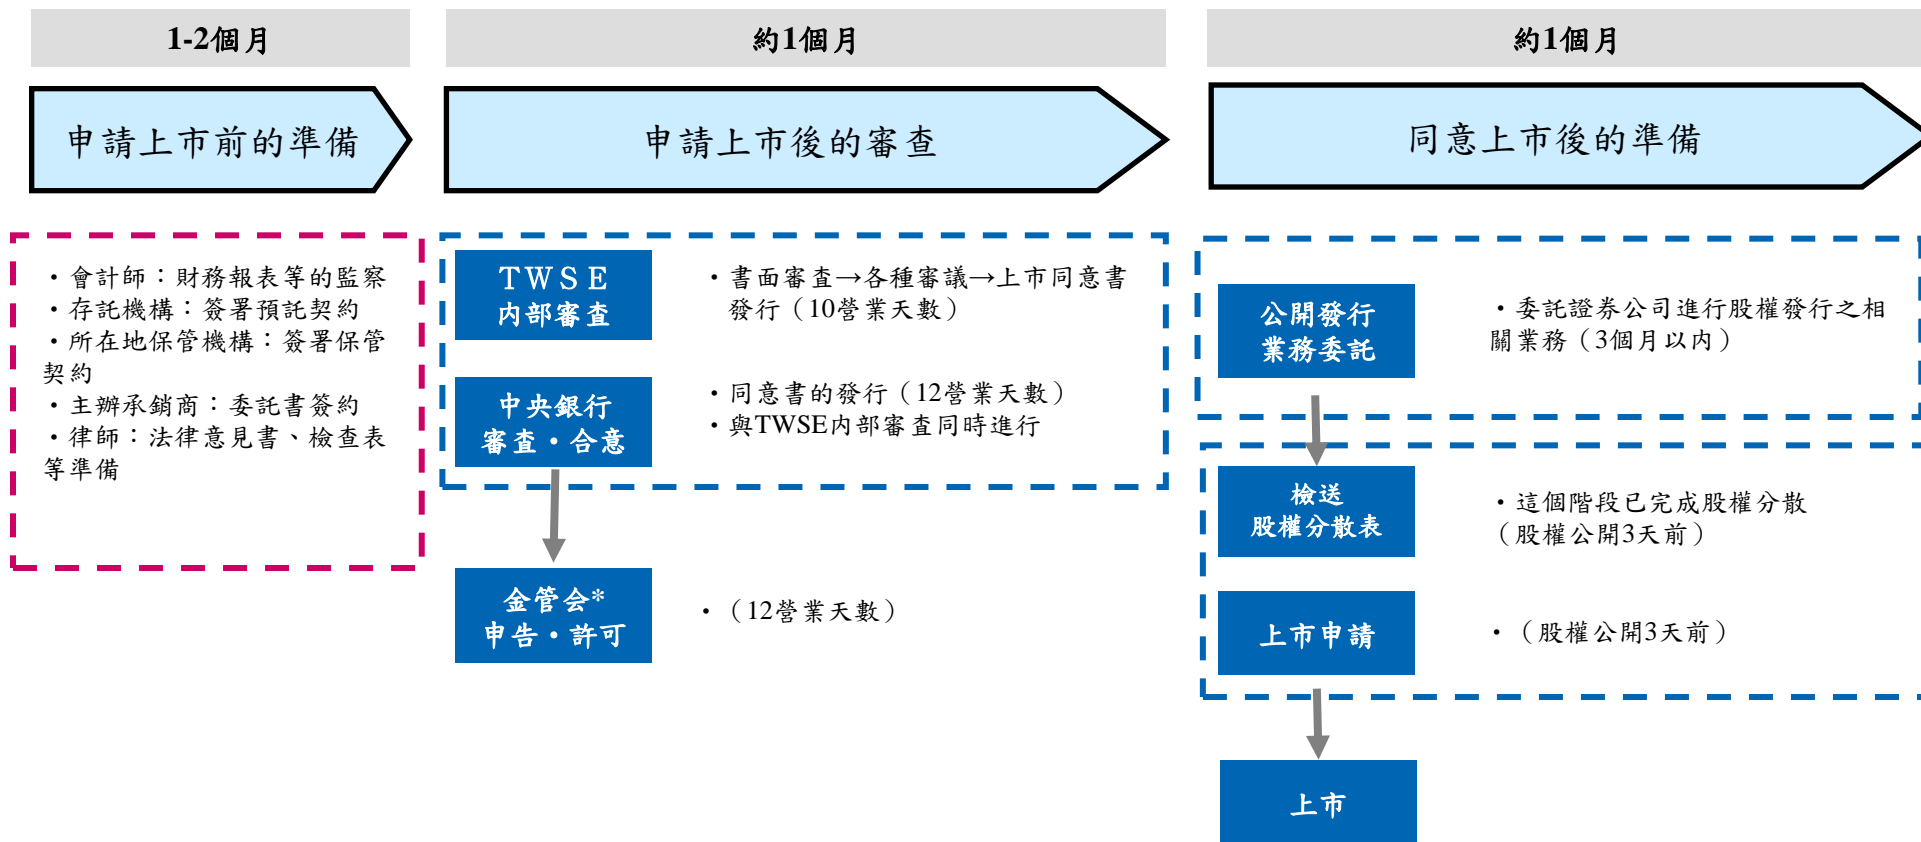 1-2個月
約1個月
約1個月
申請上市前的準備
申請上市後的審查
同意上市後的準備
・會計師：財務報表等的監察
・存託機構：簽署預託契約
・所在地保管機構：簽署保管
契約
・主辦承銷商：委託書簽約
・律師：法律意見書、檢查表
等準備
ＴＷＳＥ
內部審查
・書面審査→各種審議→上市同意書
發行（10營業天數）
中央銀行
審查・合意
・同意書的發行（12營業天數）
・與TWSE內部審查同時進行
金管会*
申告・許可
・（12營業天數）
公開發行
業務委託
・委託證券公司進行股權發行之相
關業務（3個月以內）
檢送
股權分散表
・這個階段已完成股權分散
（股權公開3天前）
上市申請
・（股權公開3天前）
上市